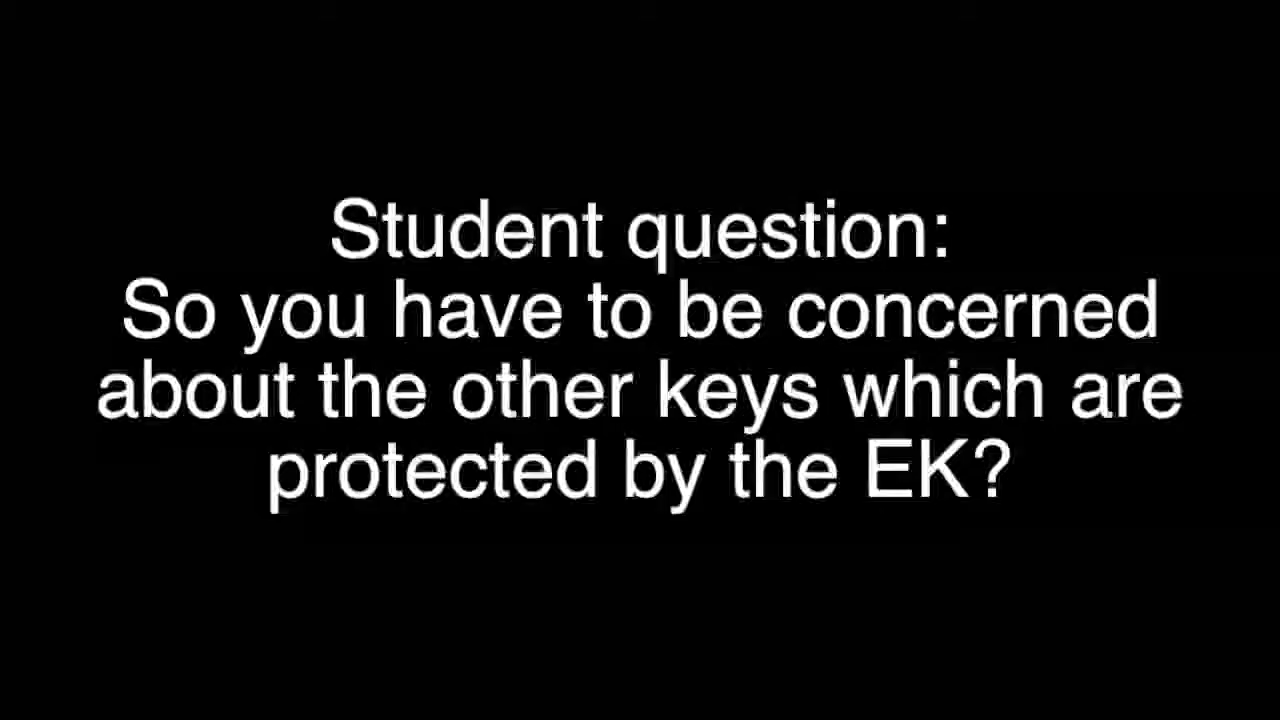 Student question:
So you have to be concerned
about the other keys which are
protected by the EK?